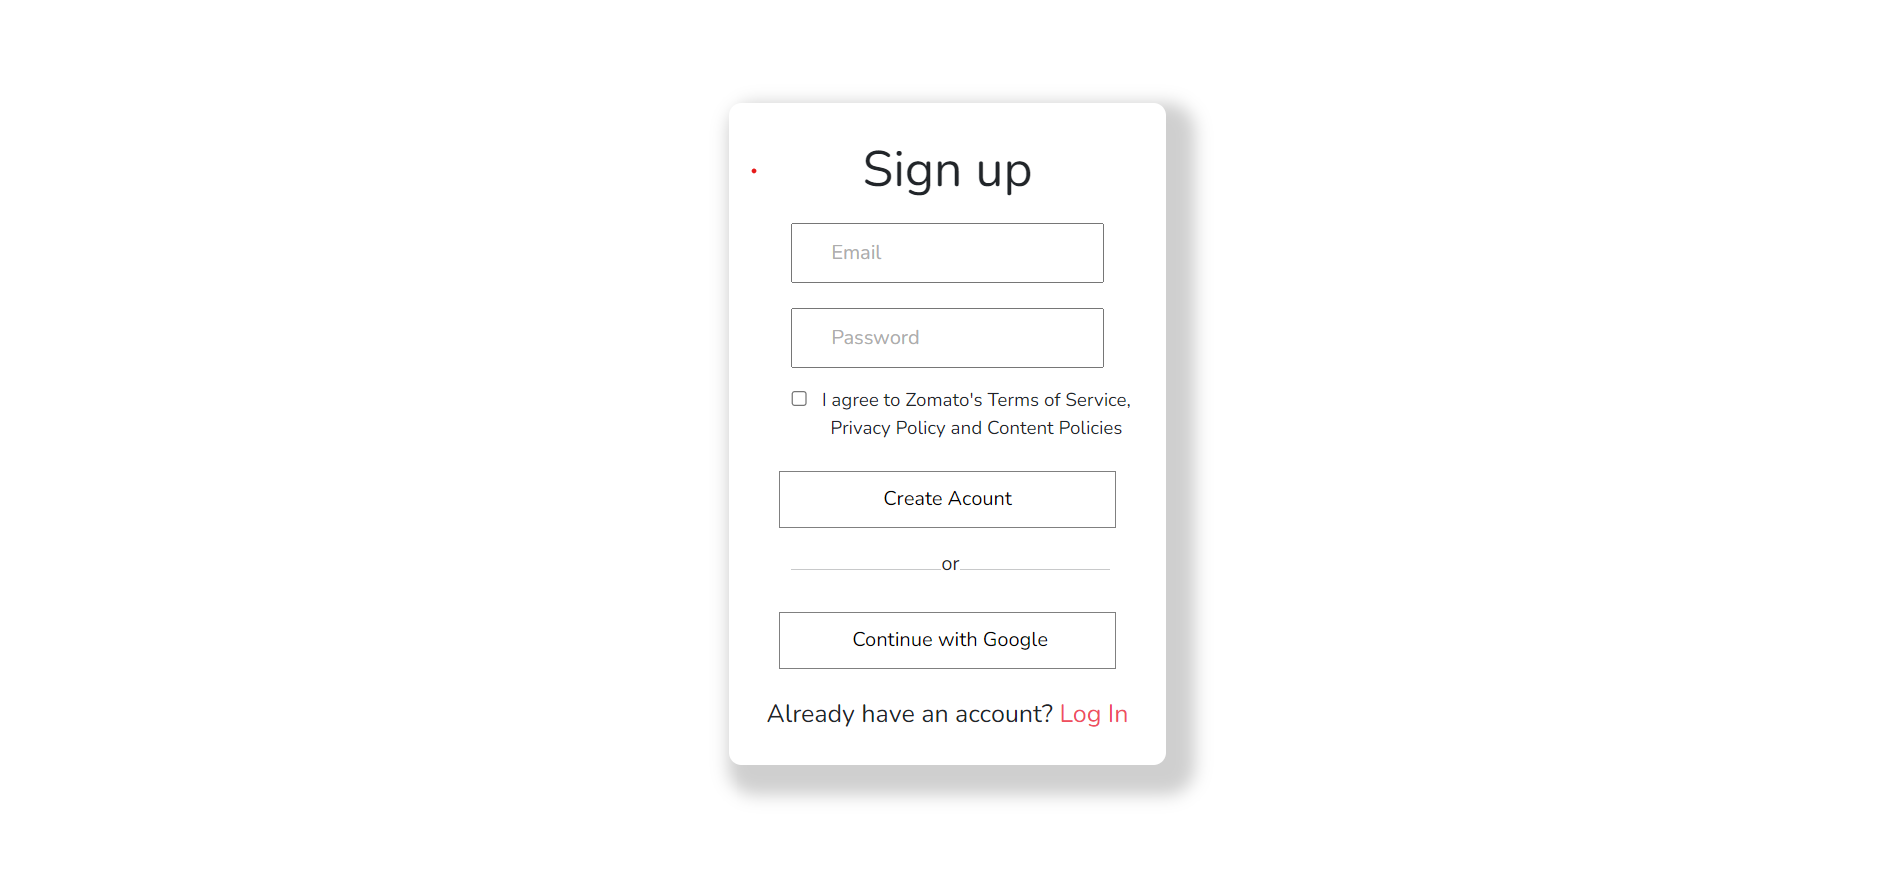 Sign up
Email
Password
I agree to Zomato's Terms of Service,
Privacy Policy and Content Policies
Create Acount
or
Continue with Google
Already have an account? Log In